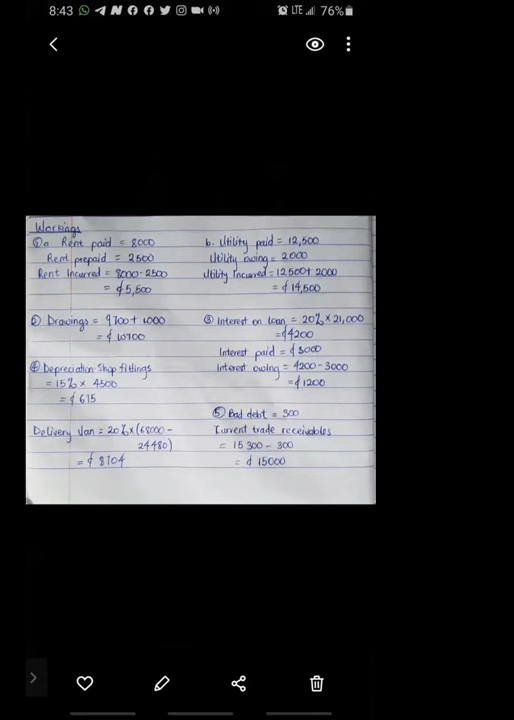 8:43
LTE
76%
Workings
①a. Rent paid = 8000
Rent prepaid = 2500
Rent Incurred = 8000-2500
= ₵5,500
b. Utility paid = 12,500
Utility owing = 2000
Utility Incurred = 12500+ 2000
= ₵14,500
② Drawings = 9700+ 1000
= ₵ 10700
③ Interest on loan = 20% × 21,000
= ₵4200
Interest paid = ₵3000
Interest owing = 4200-3000
= ₵1200
④ Depreciation-Shop fittings
= 15% × 4500
= ₵ 675
Delivery Van = 20% × (68000 -
24480)
= ₵ 8704
⑤ Bad debt = 300
Current trade receivables
= 15300 - 300
= ₵ 15000